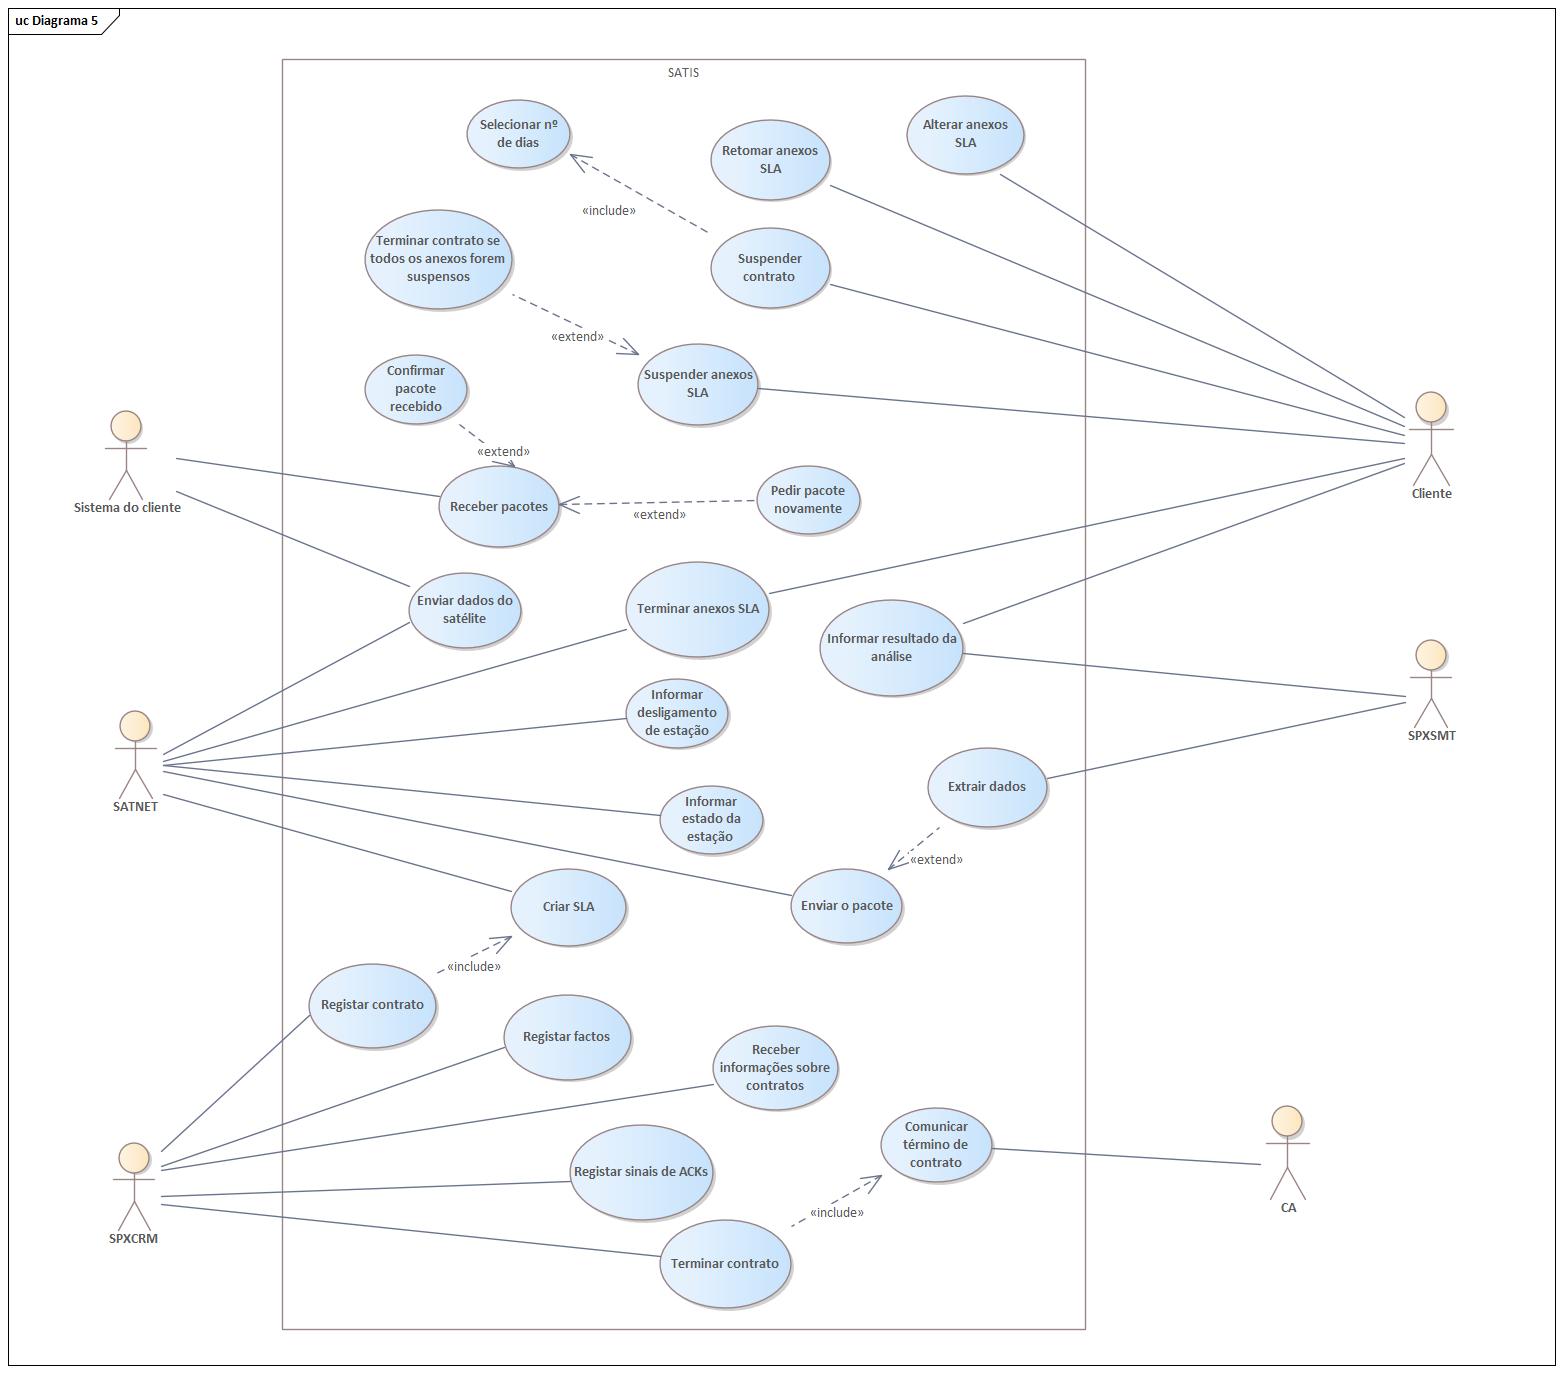 uc Diagrama 5
SATIS
Selecionar nº
de dias
Alterar anexos
SLA
Retomar anexos
SLA
«include»
Terminar contrato se
todos os anexos forem
suspensos
Suspender
contrato
«extend»
Suspender anexos
SLA
Confirmar
pacote
recebido
«extend»
Sistema do cliente
Receber pacotes
«extend»
Pedir pacote
novamente
Cliente
Enviar dados do
satélite
Terminar anexos SLA
Informar resultado da
análise
Informar
desligamento
de estação
SPXSMT
SATNET
Informar
estado da
estação
Extrair dados
«extend»
Criar SLA
Enviar o pacote
«include»
Registar contrato
Registar factos
Receber
informações sobre
contratos
Comunicar
término de
contrato
Registar sinais de ACKs
«include»
CA
SPXCRM
Terminar contrato